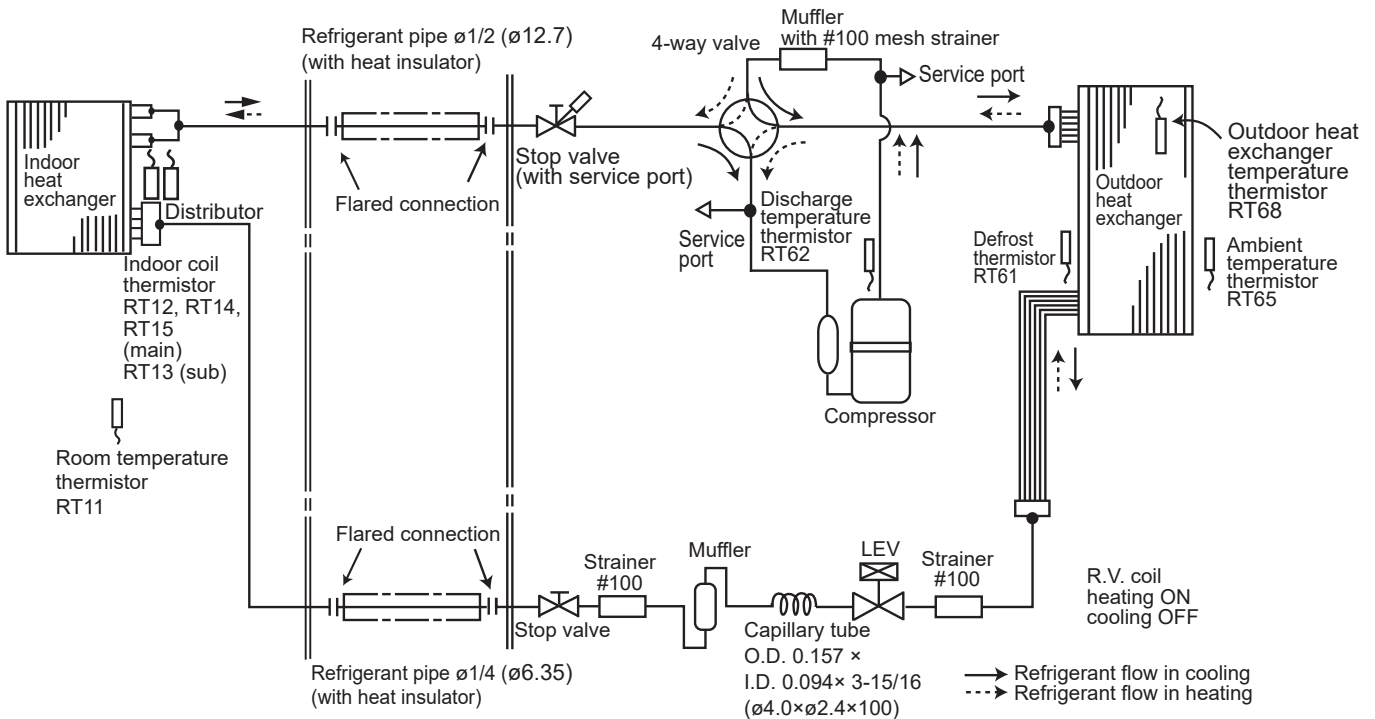 Muffler
with #100 mesh strainer
Refrigerant pipe ø1/2 (ø12.7)
(with heat insulator)
4-way valve
Service port
Indoor
heat
exchanger
Stop valve
(with service port)
Flared connection
Distributor
Outdoor heat
exchanger
temperature
thermistor
RT68
Outdoor
heat
exchanger
Discharge
temperature
thermistor
RT62
Service
port
Defrost
thermistor
RT61
Ambient
temperature
thermistor
RT65
Indoor coil
thermistor
RT12, RT14,
RT15
(main)
RT13 (sub)
Compressor
Room temperature
thermistor
RT11
Flared connection
Strainer
#100
Muffler
LEV
Strainer
#100
R.V. coil
heating ON
cooling OFF
Stop valve
Capillary tube
O.D. 0.157 ×
I.D. 0.094× 3-15/16
(ø4.0×ø2.4×100)
Refrigerant pipe ø1/4 (ø6.35)
(with heat insulator)
Refrigerant flow in cooling
Refrigerant flow in heating